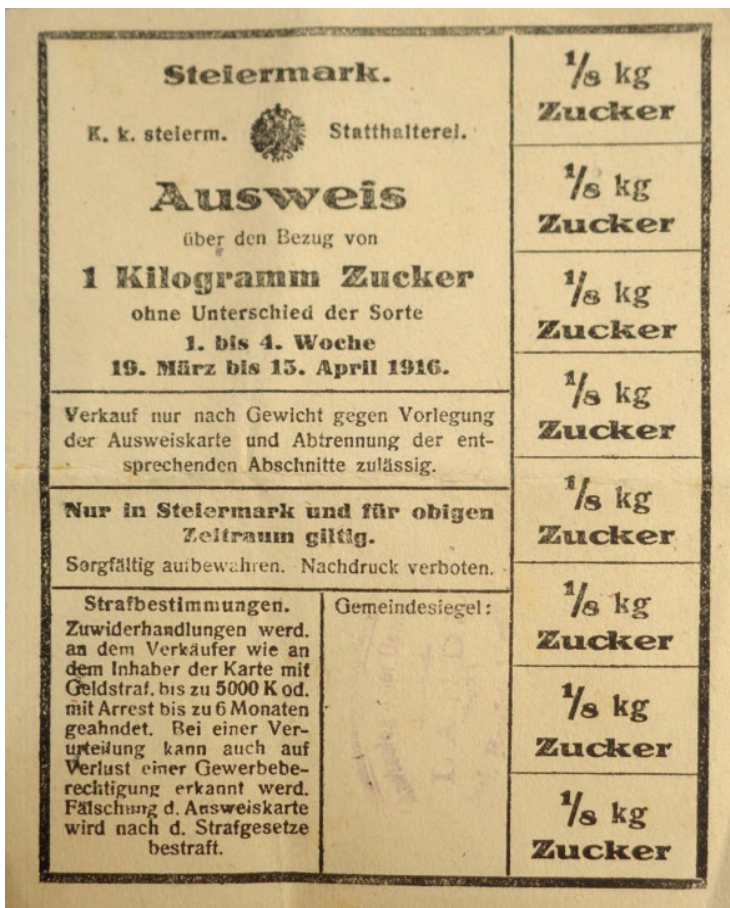 Steiermark.
K. k. steierm. Statthalterei.
Ausweis
über den Bezug von
1 Kilogramm Zucker
ohne Unterschied der Sorte
1. bis 4. Woche
19. März bis 15. April 1916.
Verkauf nur nach Gewicht gegen Vorlegung
der Ausweiskarte und Abtrennung der ent-
sprechenden Abschnitte zulässig.
Nur in Steiermark und für obigen
Zeitraum giltig.
Sorgfältig aufbewahren. Nachdruck verboten.
Strafbestimmungen.
Zuwiderhandlungen werd.
an dem Verkäufer wie an
dem Inhaber der Karte mit
Geldstraf. bis zu 5000 K od.
mit Arrest bis zu 6 Monaten
geahndet. Bei einer Ver-
urteilung kann auch auf
Verlust einer Gewerbebe-
rechtigung erkannt werd.
Fälschung d. Ausweiskarte
wird nach d. Strafgesetze
bestraft.
Gemeindesiegel:
1/8 kg
Zucker
1/8 kg
Zucker
1/8 kg
Zucker
1/8 kg
Zucker
1/8 kg
Zucker
1/8 kg
Zucker
1/8 kg
Zucker
1/8 kg
Zucker